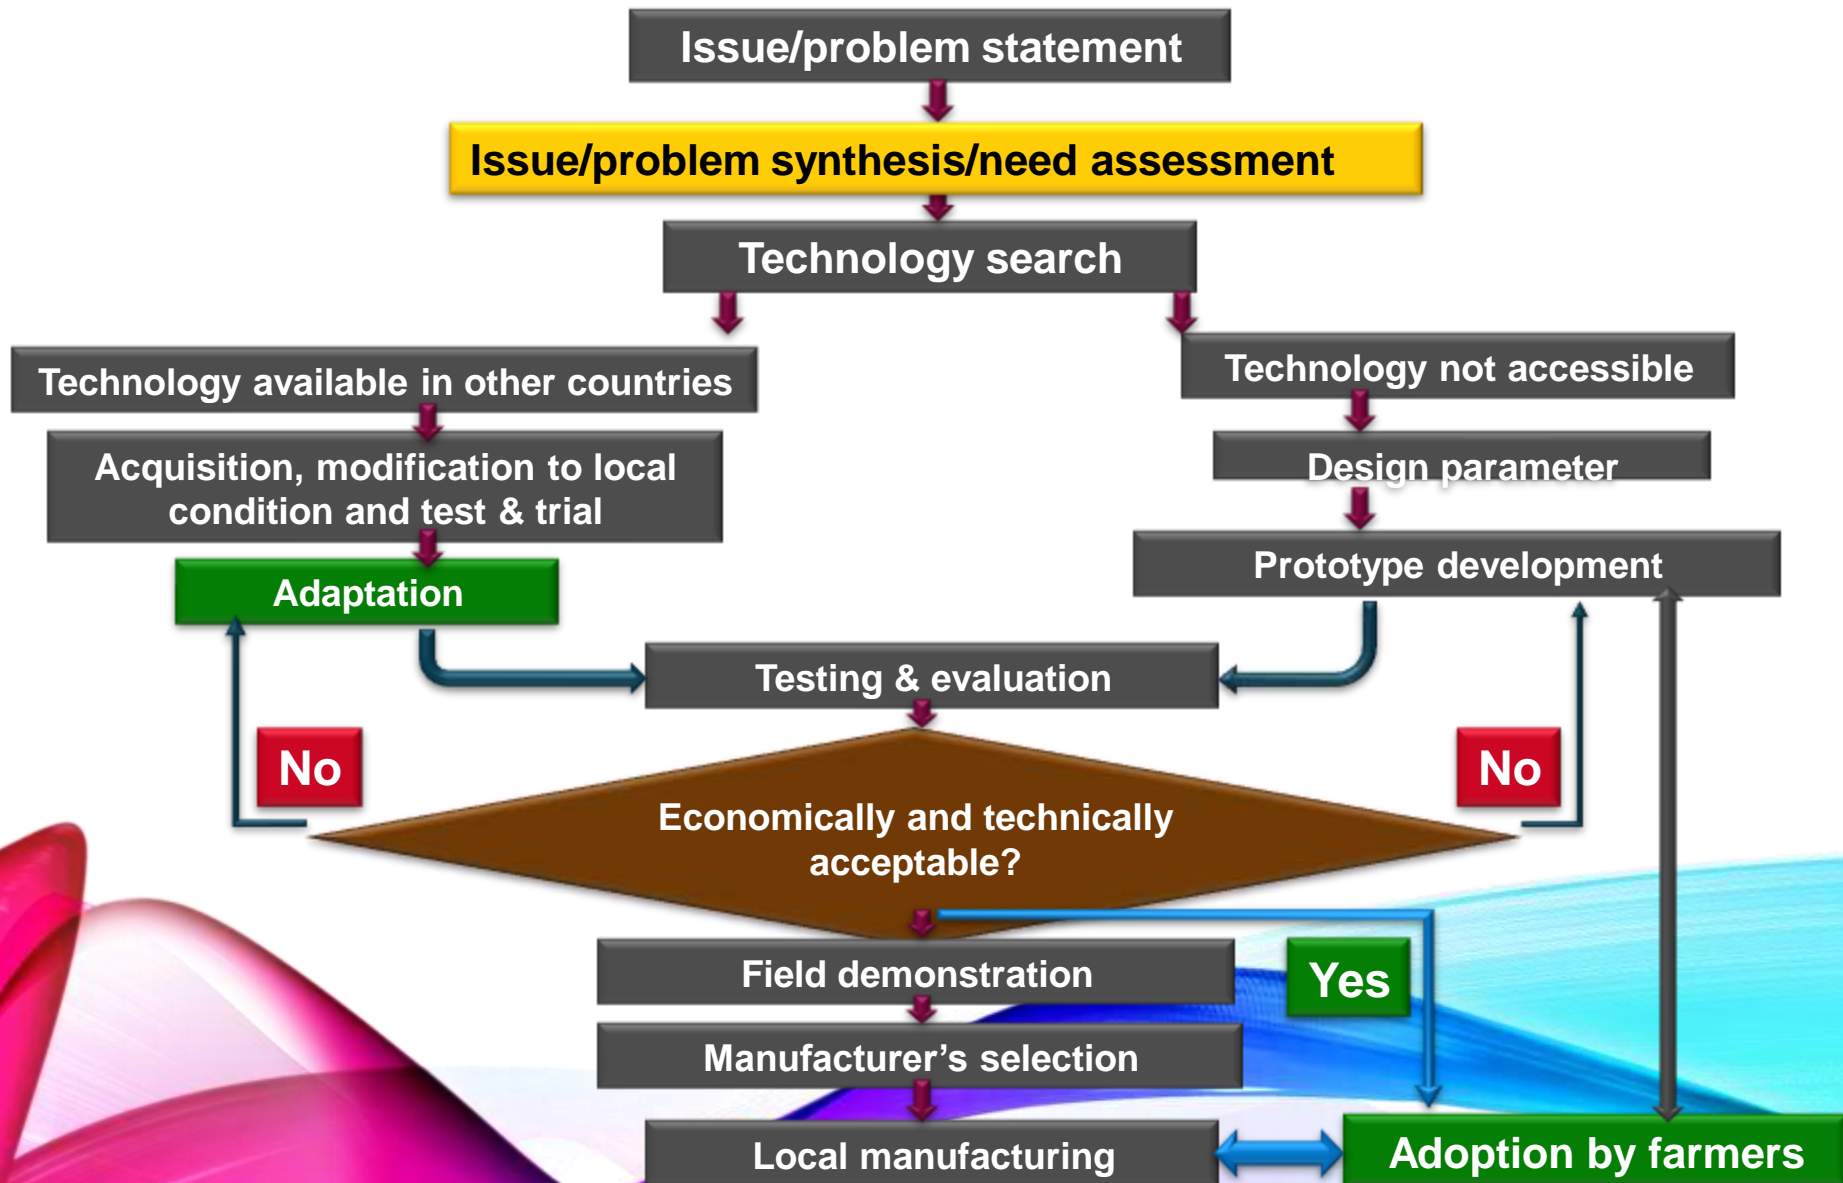 Issue/problem statement
Issue/problem synthesis/need assessment
Technology search
Technology available in other countries
Technology not accessible
Acquisition, modification to local
condition and test & trial
Design parameter
Prototype development
Adaptation
Testing & evaluation
No
No
Economically and technically
acceptable?
Field demonstration
Yes
Manufacturer’s selection
Local manufacturing
Adoption by farmers